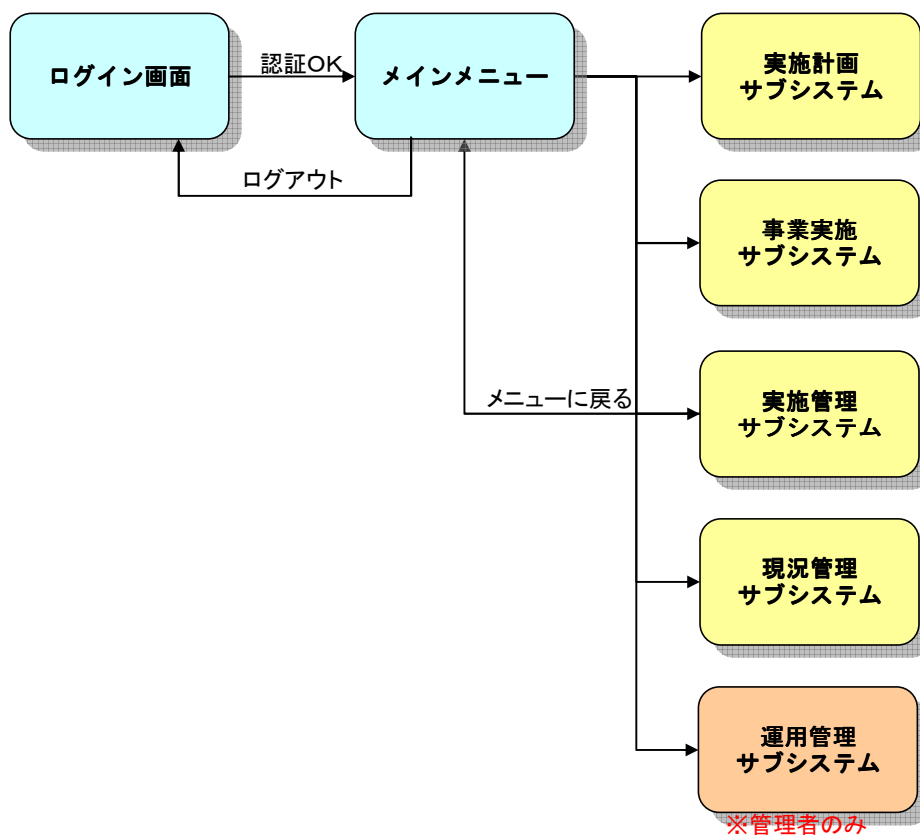 ログイン画面
認証OK
メインメニュー
実施計画
サブシステム
ログアウト
事業実施
サブシステム
メニューに戻る
実施管理
サブシステム
現況管理
サブシステム
運用管理
サブシステム
※管理者のみ